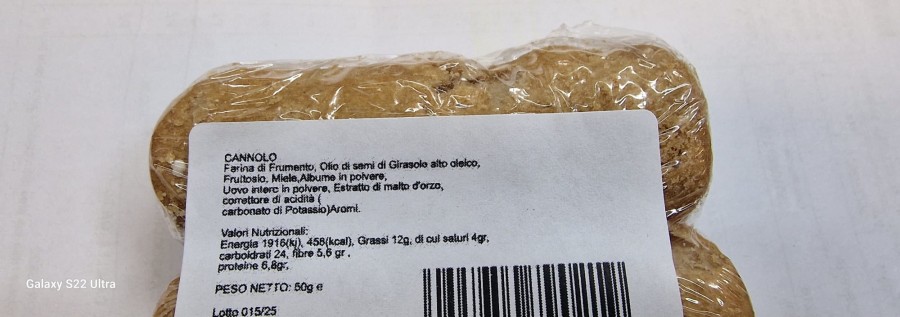 CANNOLO
Farina di Frumento, Olio di semi di Girasole alto oleico,
Fruttosio, Miele,Albume in polvere,
Uovo intero in polvere, Estratto di malto d'orzo,
correttore di acidità (
carbonato di Potassio)Aromi.
Valori Nutrizionali:
Energia 1916(kj), 458(kcal), Grassi 12g, di cui saturi 4gr,
carboidrati 24, fibre 5,6 gr ,
proteine 6,8gr,
PESO NETTO: 50g e
Lotto 015/25
Galaxy S22 Ultra